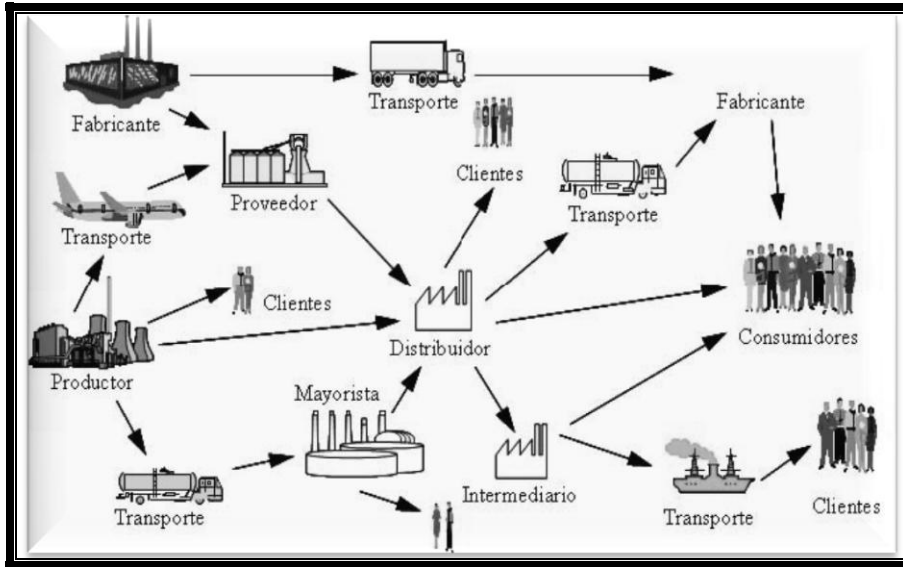 Transporte
Fabricante
Fabricante
Clientes
Proveedor
Transporte
Transporte
Clientes
Consumidores
Distribuidor
Productor
Mayorista
Intermediario
Clientes
Transporte
Transporte